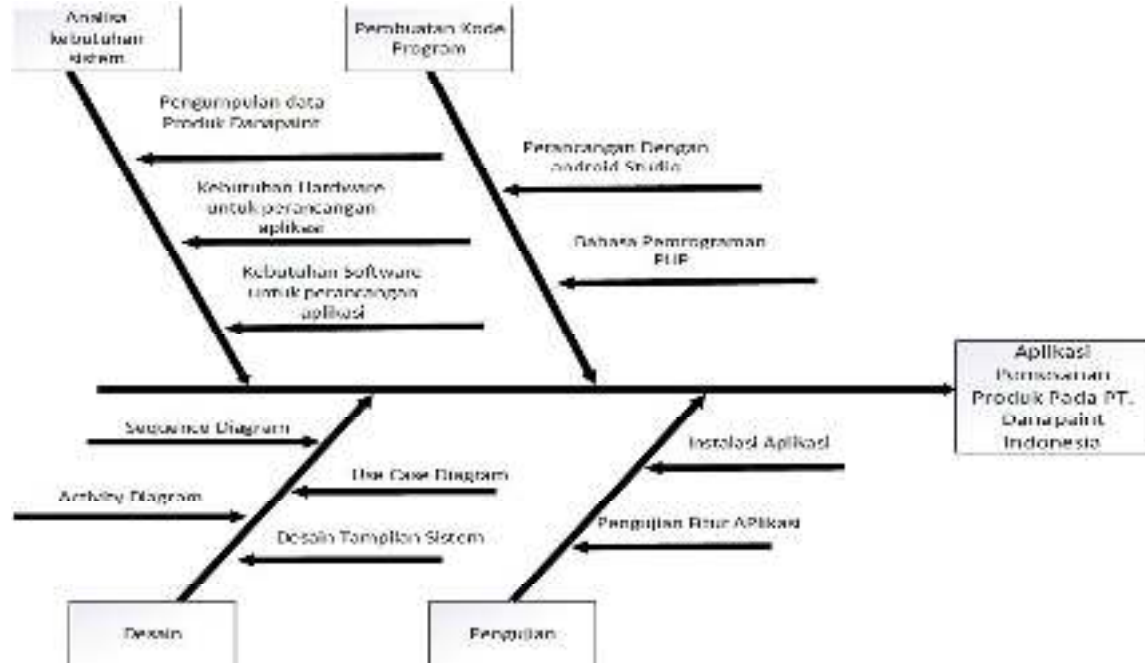 Analisa
kebutuhan
sistem
Pembuatan Kode
Program
Pengumpulan data
Produk Danapaint
Perancangan Dengan
android Studio
Kebutuhan Hardware
untuk perancangan
aplikasi
Bahasa Pemrograman
PHP
Kebutuhan Software
untuk perancangan
aplikasi
Aplikasi
Pemesanan
Produk Pada PT.
Danapaint
Indonesia
Sequence Diagram
Instalasi Aplikasi
Use Case Diagram
Activity Diagram
Pengujian Fitur APlikasi
Desain Tampilan Sistem
Desain
Pengujian